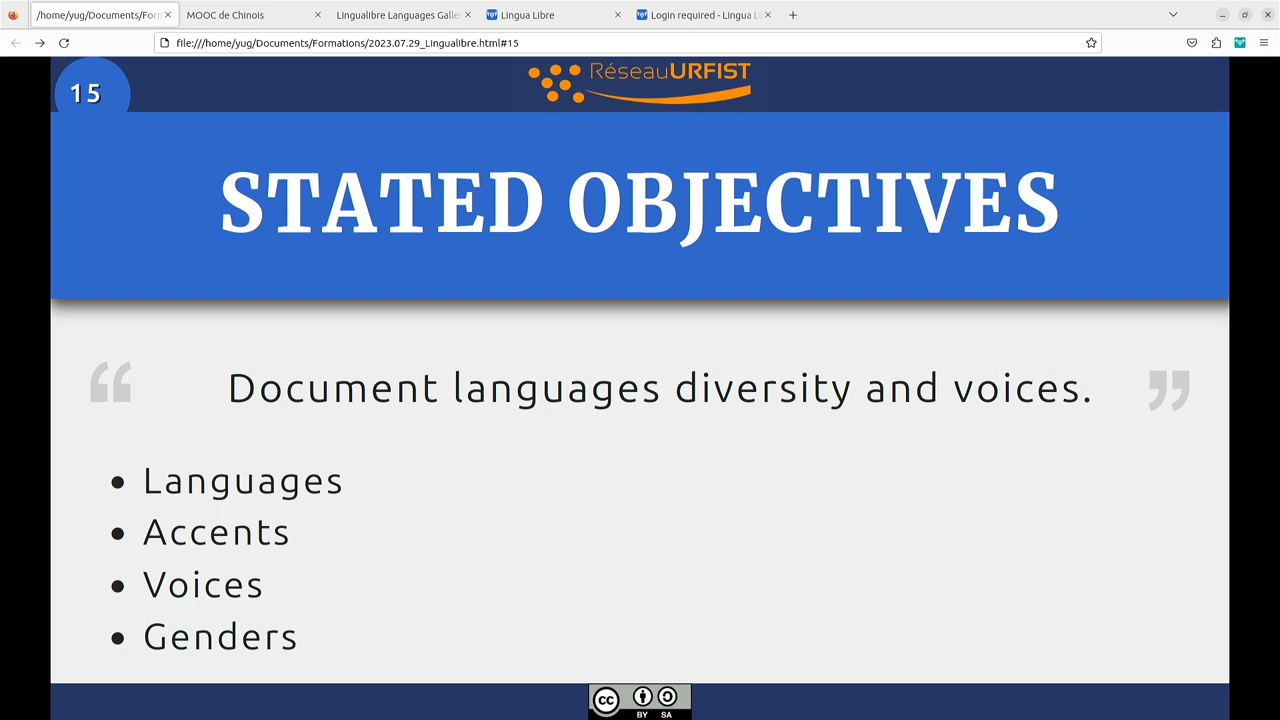 /home/yug/Documents/Form
MOOC de Chinois
Lingualibre Languages Galle
Lingua Libre
Login required - Lingua Li
file:///home/yug/Documents/Formations/2023.07.29_Lingualibre.html#15
15
RéseauURFIST
STATED OBJECTIVES
“ Document languages diversity and voices. ”
• Languages
• Accents
• Voices
• Genders
cc BY SA